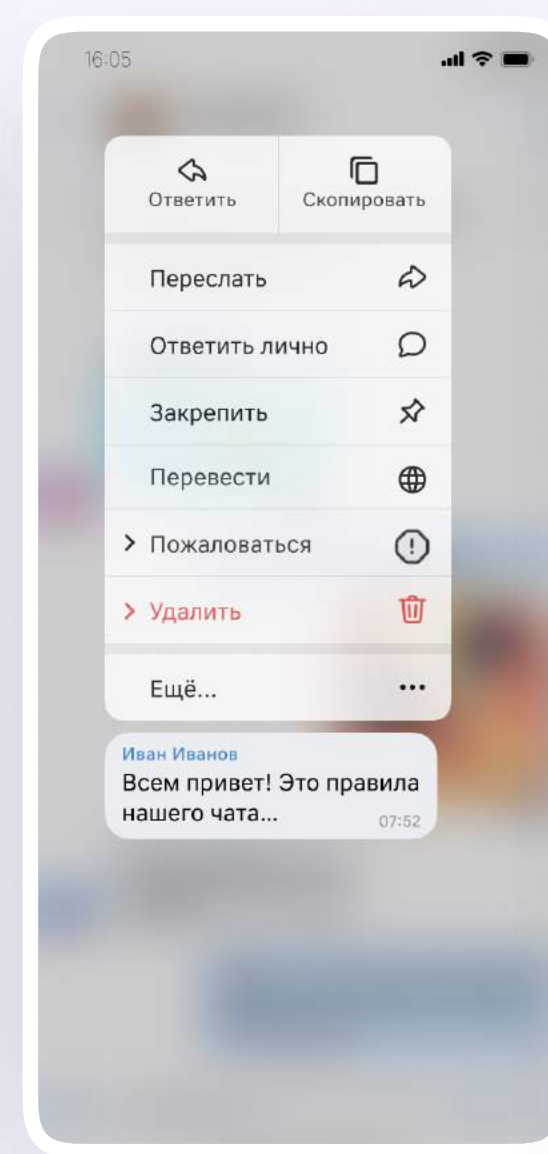 16:05
Ответить
Скопировать
Переслать
Ответить лично
Закрепить
Перевести
Пожаловаться
Удалить
Ещё...
Иван Иванов
Всем привет! Это правила
нашего чата...
07:52